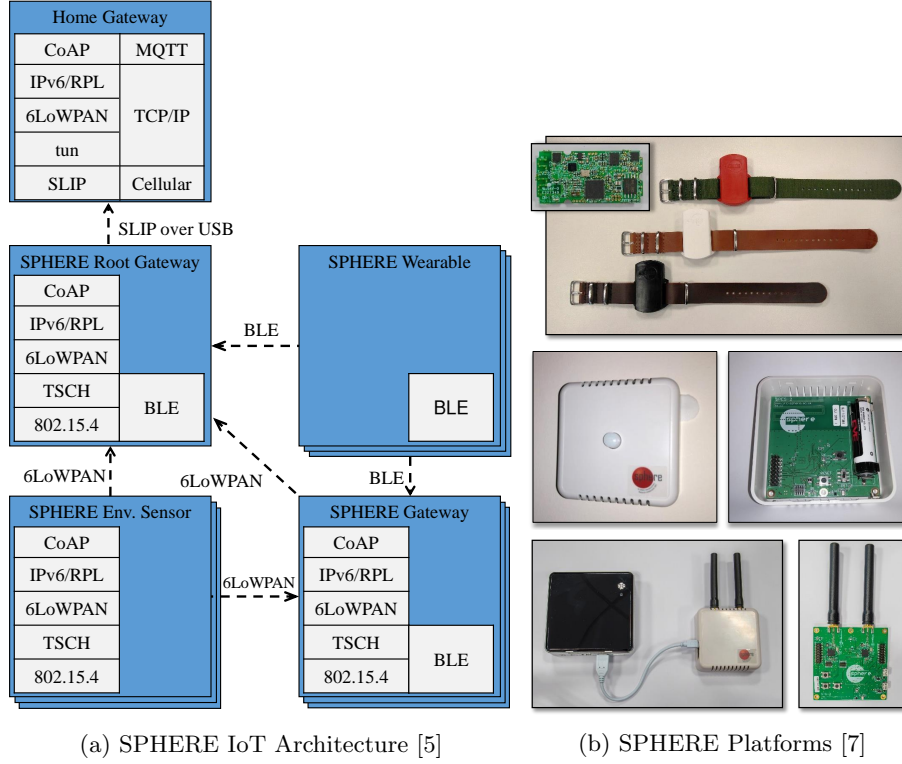 Home Gateway
CoAP
MQTT
IPv6/RPL
6LoWPAN
TCP/IP
tun
SLIP
Cellular
SLIP over USB
SPHERE Root Gateway
CoAP
IPv6/RPL
6LoWPAN
TSCH
802.15.4
BLE
BLE
SPHERE Wearable
BLE
6LoWPAN
6LoWPAN
BLE
SPHERE Env. Sensor
CoAP
IPv6/RPL
6LoWPAN
TSCH
802.15.4
6LoWPAN
SPHERE Gateway
CoAP
IPv6/RPL
6LoWPAN
TSCH
802.15.4
BLE
(a) SPHERE IoT Architecture [5]
sphere
sphere
sphere
(b) SPHERE Platforms [7]